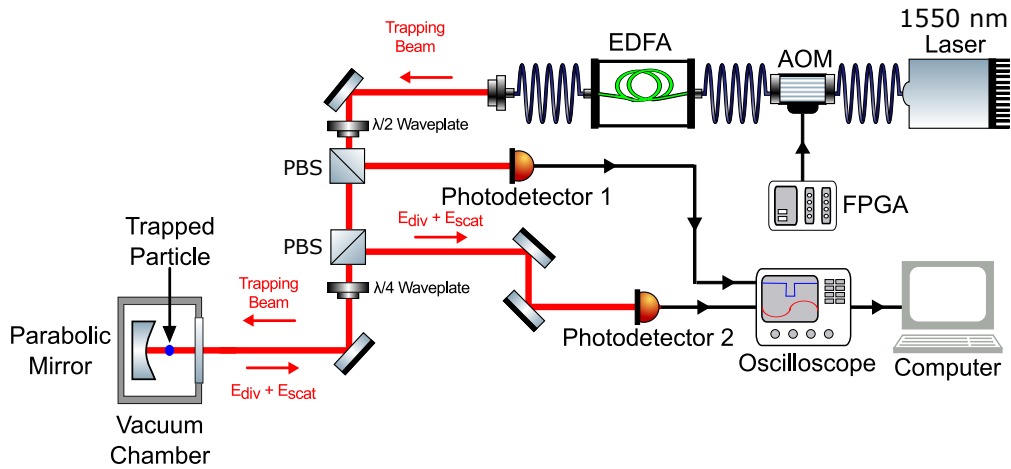 1550 nm
Laser
EDFA
AOM
Trapping
Beam
λ/2 Waveplate
PBS
Photodetector 1
FPGA
Ediv + Escat
Trapped
Particle
PBS
λ/4 Waveplate
Trapping
Beam
Parabolic
Mirror
Photodetector 2
Oscilloscope
Computer
Ediv + Escat
Vacuum
Chamber